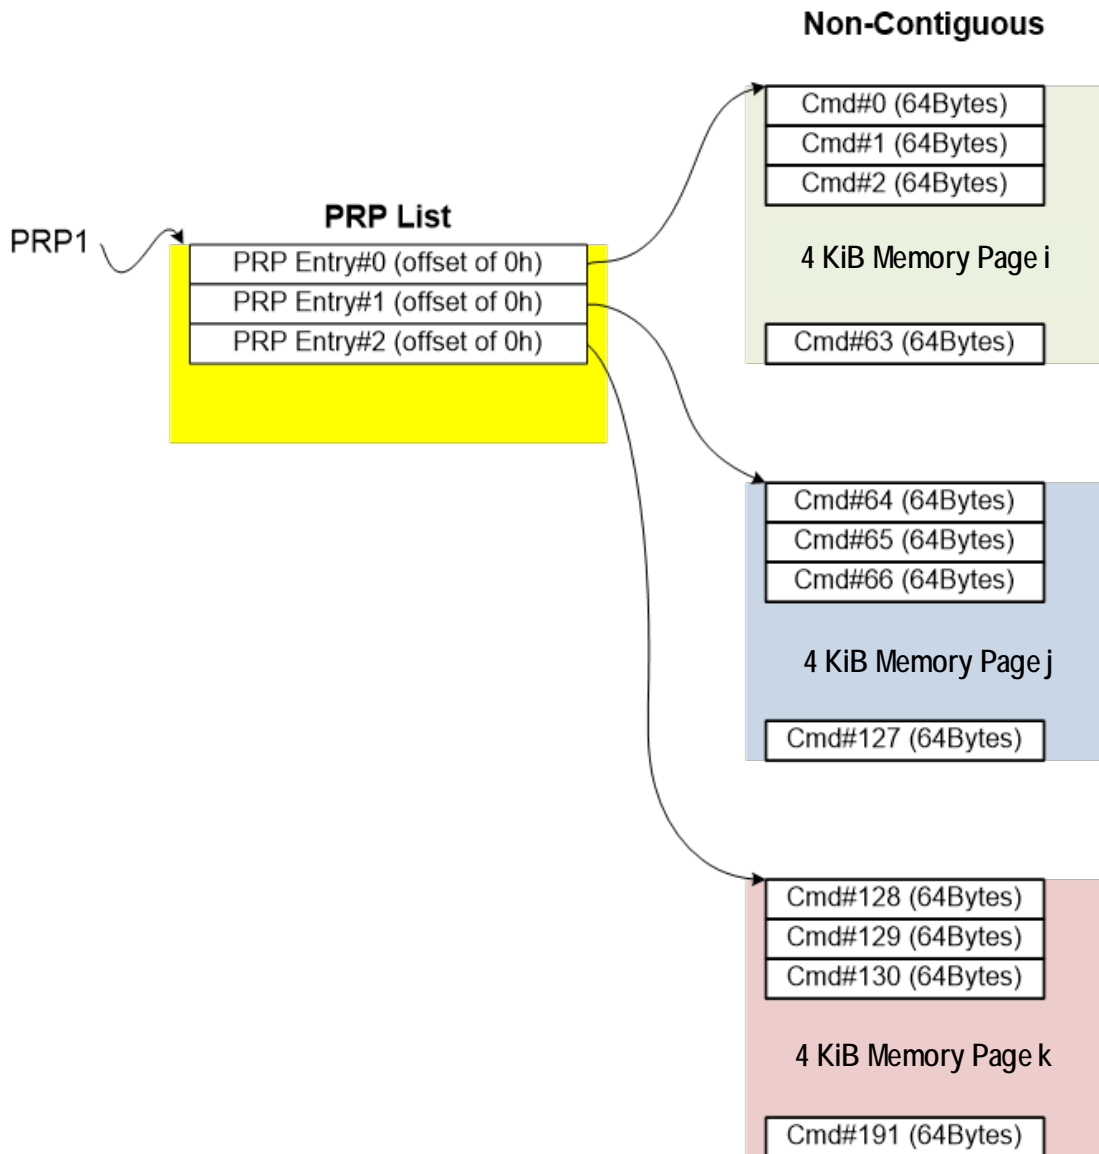 Non-Contiguous
Cmd#0 (64Bytes)
Cmd#1 (64Bytes)
Cmd#2 (64Bytes)
4 KiB Memory Page i
Cmd#63 (64Bytes)
PRP1
PRP List
PRP Entry#0 (offset of 0h)
PRP Entry#1 (offset of 0h)
PRP Entry#2 (offset of 0h)
Cmd#64 (64Bytes)
Cmd#65 (64Bytes)
Cmd#66 (64Bytes)
4 KiB Memory Page j
Cmd#127 (64Bytes)
Cmd#128 (64Bytes)
Cmd#129 (64Bytes)
Cmd#130 (64Bytes)
4 KiB Memory Page k
Cmd#191 (64Bytes)